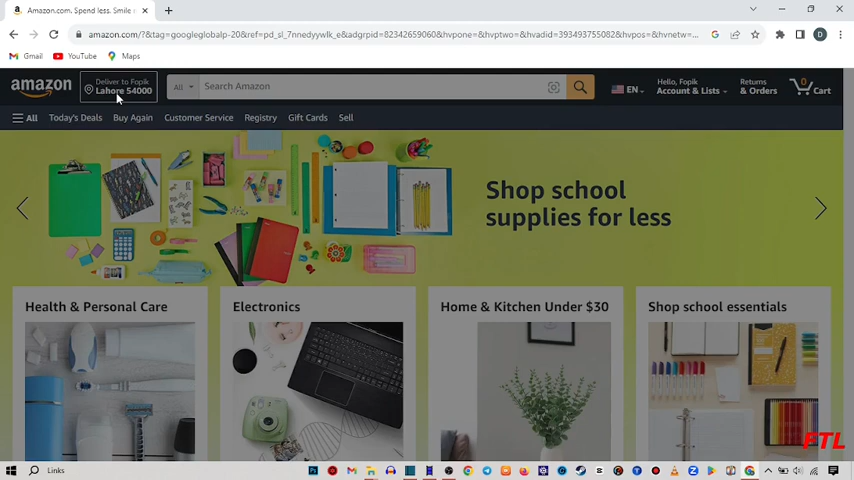 Amazon.com. Spend less. Smile
amazon.com/?&tag=googleglobalp-20&ref=pd_sl_7nnedyywlk_e&adgrpid=82342659060&hvpone=&hvptwo=&hvadid=393493755082&hvpos=&hvnetw=...
Gmail YouTube Maps
amazon
Deliver to Fopik
Lahore 54000
All
Search Amazon
EN
Hello, Fopik
Account & Lists
Returns
& Orders
0
Cart
All Today's Deals Buy Again Customer Service Registry Gift Cards Sell
Shop school
supplies for less
Health & Personal Care
Electronics
Home & Kitchen Under $30
Shop school essentials
FTL
Links